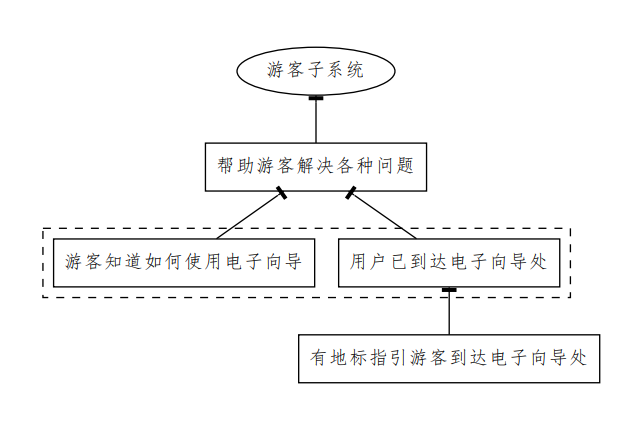 游客子系统
帮助游客解决各种问题
游客知道如何使用电子向导
用户已到达电子向导处
有地标指引游客到达电子向导处